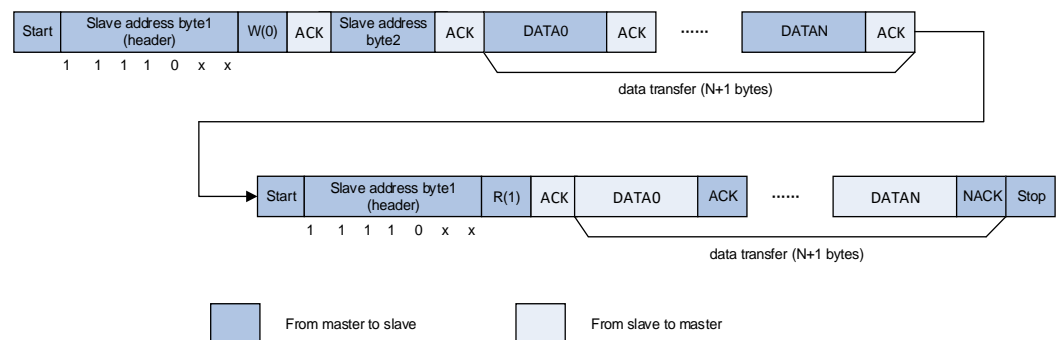 Start Slave address byte1 (header) W(0) ACK Slave address byte2 ACK DATA0 ACK ...... DATAN ACK
1 1 1 1 0 x x
data transfer (N+1 bytes)
Start Slave address byte1 (header) R(1) ACK DATA0 ACK ...... DATAN NACK Stop
1 1 1 1 0 x x
data transfer (N+1 bytes)
From master to slave From slave to master